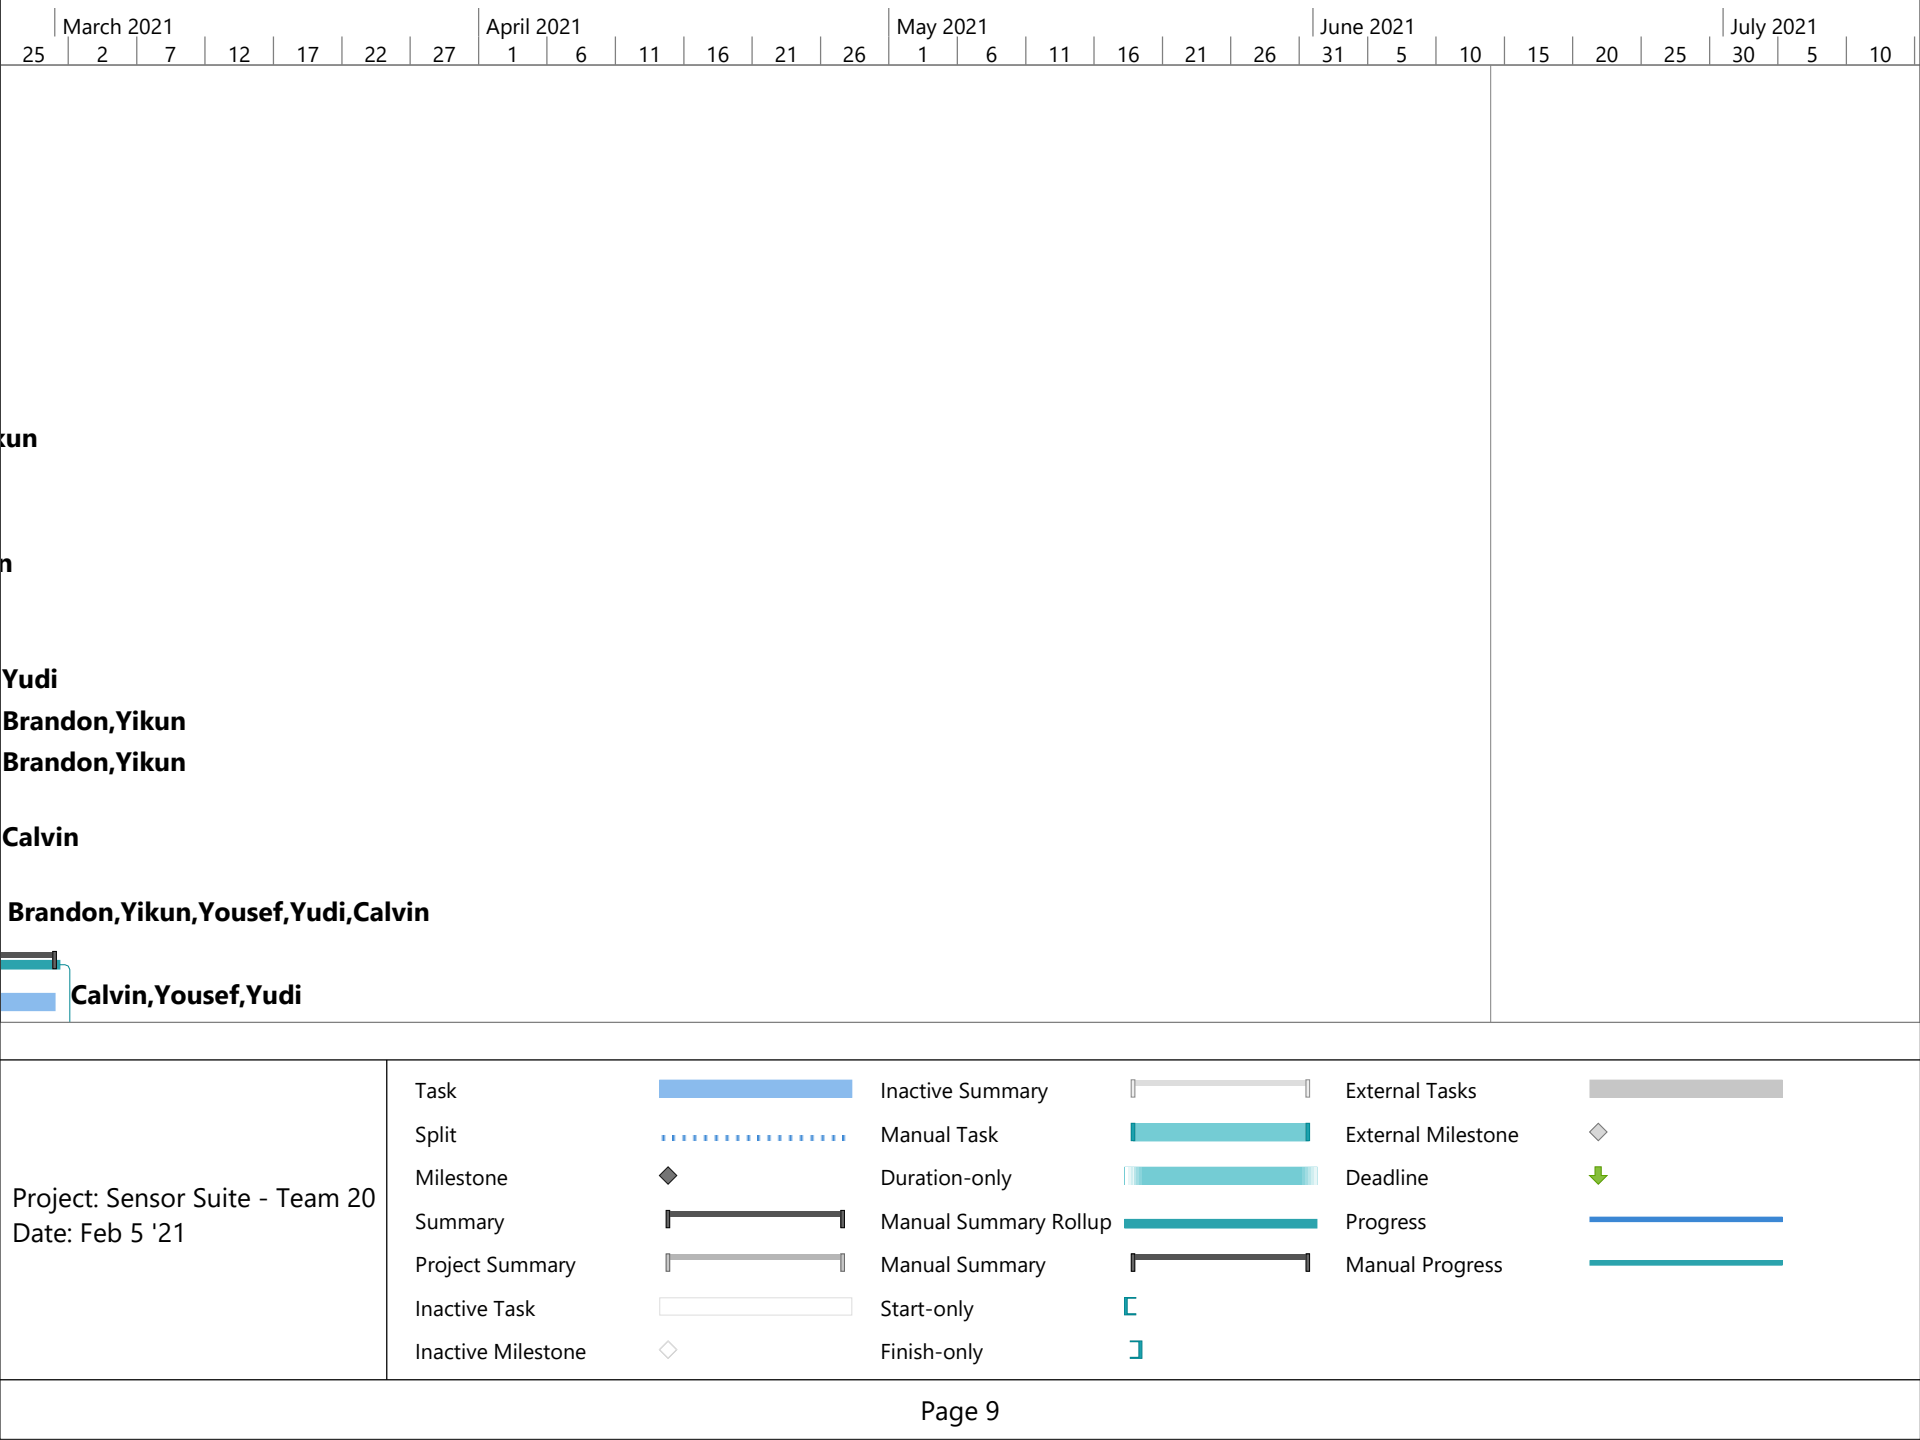 March 2021 April 2021 May 2021 June 2021 July 2021
25 2 7 12 17 22 27 1 6 11 16 21 26 1 6 11 16 21 26 31 5 10 15 20 25 30 5 10
kun
n
Yudi
Brandon,Yikun
Brandon,Yikun
Calvin
Brandon,Yikun,Yousef,Yudi,Calvin
Calvin,Yousef,Yudi
Project: Sensor Suite - Team 20
Date: Feb 5 '21
Task Inactive Summary External Tasks
Split Manual Task External Milestone
Milestone Duration-only Deadline
Summary Manual Summary Rollup Progress
Project Summary Manual Summary Manual Progress
Inactive Task Start-only
Inactive Milestone Finish-only
Page 9